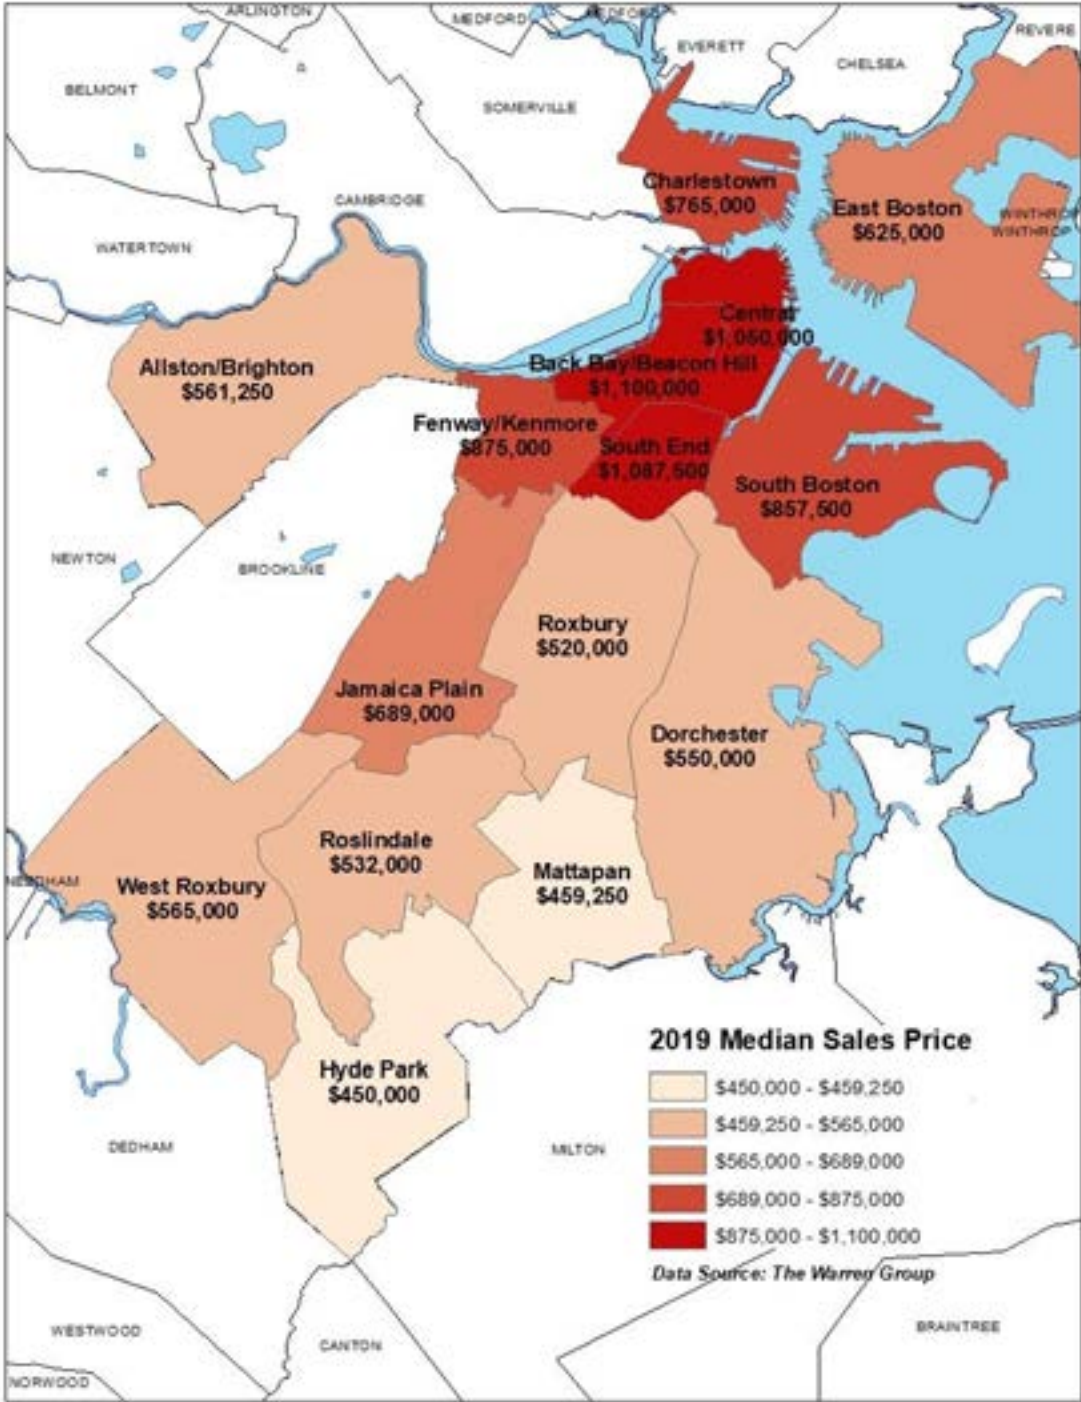 ARLINGTON
MEDFORD
MEDFORD
REVERE
EVERETT
CHELSEA
BELMONT
SOMERVILLE
Charlestown
$765,000
CAMBRIDGE
East Boston
$625,000
WINTHROP
WINTHROP
WATERTOWN
Central
$1,050,000
Allston/Brighton
$561,250
Back Bay/Beacon Hill
$1,100,000
Fenway/Kenmore
$875,000
South End
$1,087,500
South Boston
$857,500
NEWTON
BROOKLINE
Roxbury
$520,000
Jamaica Plain
$689,000
Dorchester
$550,000
Roslindale
$532,000
Mattapan
$459,250
NEEDHAM
West Roxbury
$565,000
Hyde Park
$450,000
2019 Median Sales Price
$450,000 - $459,250
$459,250 - $565,000
$565,000 - $689,000
$689,000 - $875,000
$875,000 - $1,100,000
Data Source: The Warren Group
DEDHAM
MILTON
WESTWOOD
CANTON
BRAINTREE
NORWOOD